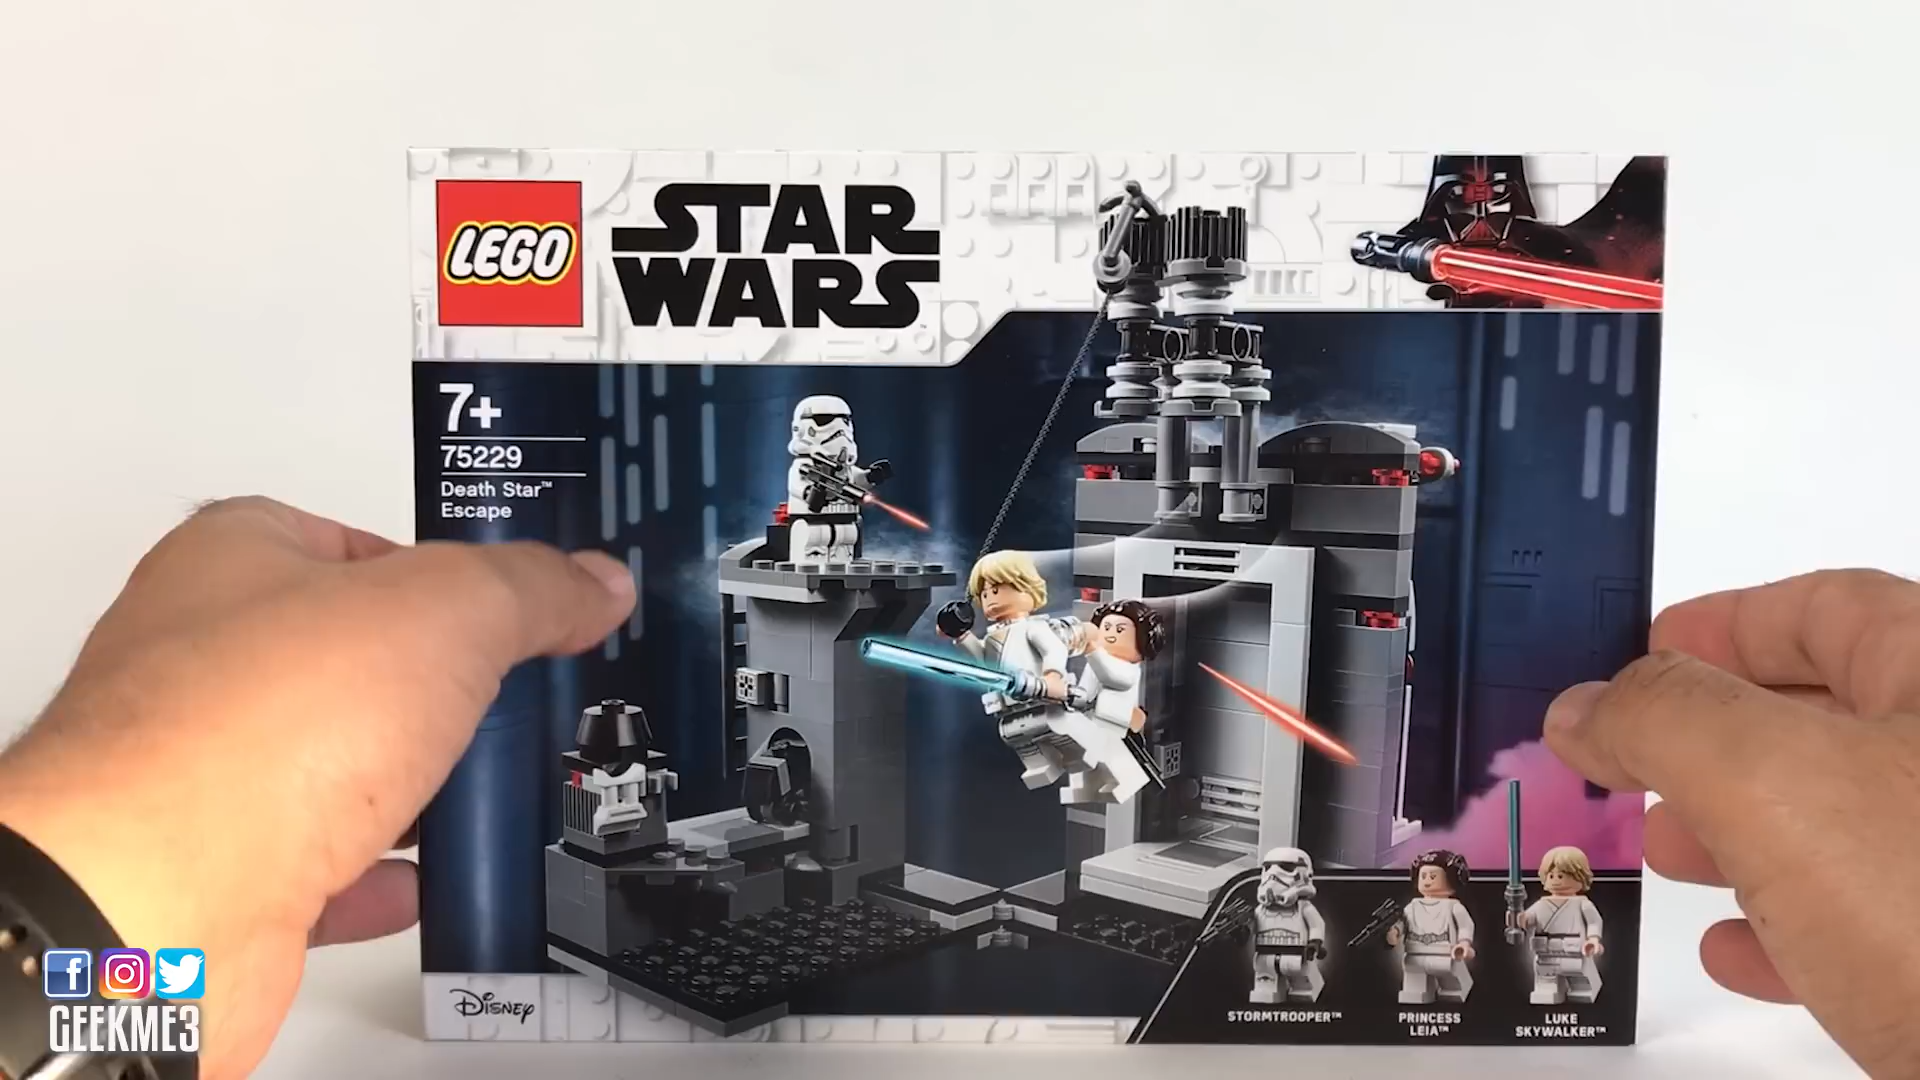 LEGO
STAR
WARS
7+
75229
Death Star™
Escape
Disney
STORMTROOPER™
PRINCESS
LEIA™
LUKE
SKYWALKER™
GEEKME3